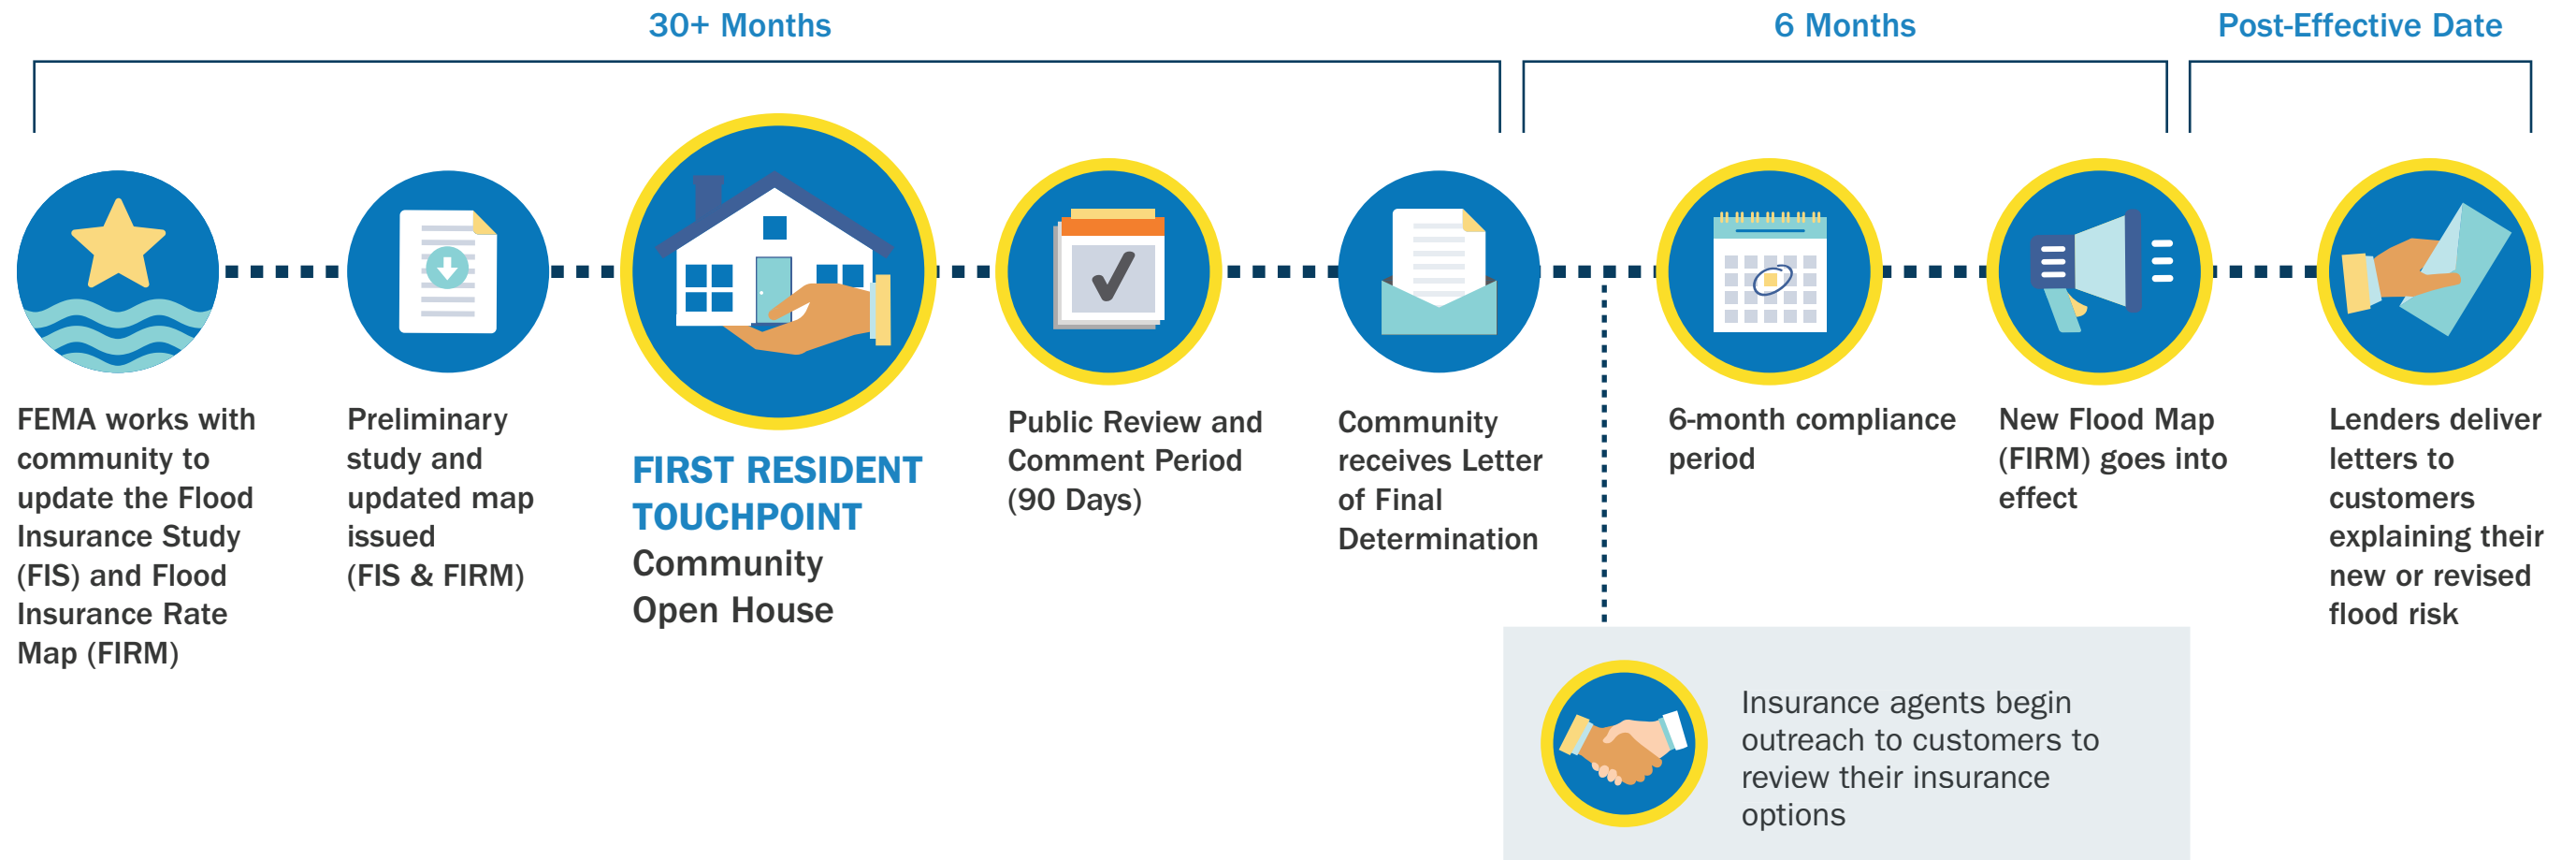 30+ Months
6 Months
Post-Effective Date
FEMA works with
community to
update the Flood
Insurance Study
(FIS) and Flood
Insurance Rate
Map (FIRM)
Preliminary
study and
updated map
issued
(FIS & FIRM)
FIRST RESIDENT
TOUCHPOINT
Community
Open House
Public Review and
Comment Period
(90 Days)
Community
receives Letter
of Final
Determination
6-month compliance
period
New Flood Map
(FIRM) goes into
effect
Lenders deliver
letters to
customers
explaining their
new or revised
flood risk
Insurance agents begin
outreach to customers to
review their insurance
options